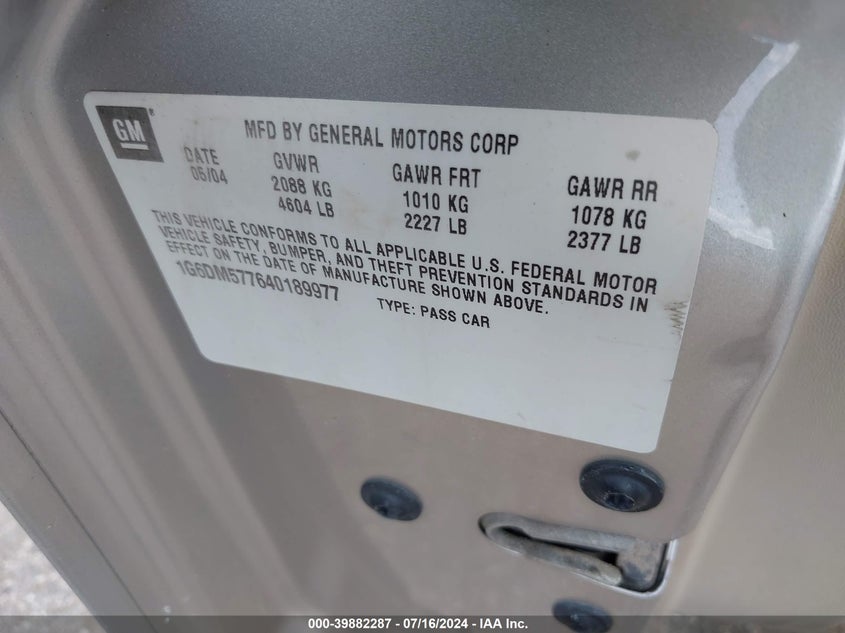 GM®
MFD BY GENERAL MOTORS CORP
DATE GVWR GAWR FRT GAWR RR
05/04 2088 KG 1010 KG 1078 KG
4604 LB 2227 LB 2377 LB
THIS VEHICLE CONFORMS TO ALL APPLICABLE U.S. FEDERAL MOTOR
VEHICLE SAFETY, BUMPER, AND THEFT PREVENTION STANDARDS IN
EFFECT ON THE DATE OF MANUFACTURE SHOWN ABOVE.
1G6DM577640189977 TYPE: PASS CAR
000-39882287 - 07/16/2024 - IAA Inc.